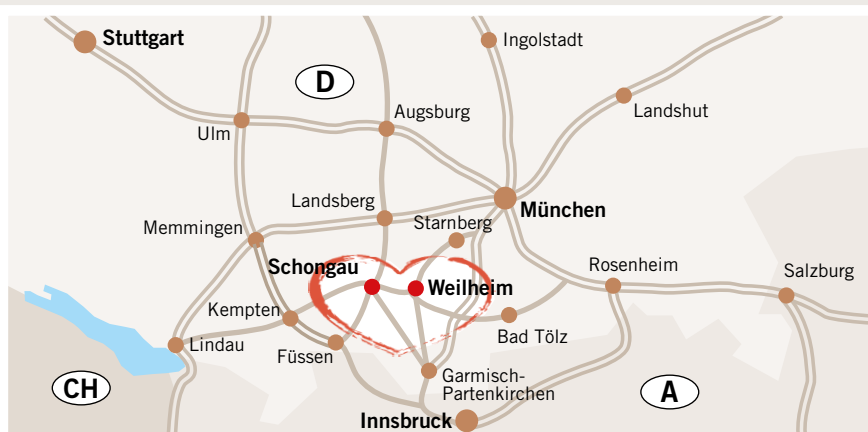 Stuttgart
Ingolstadt
D
Landshut
Augsburg
Ulm
Landsberg
München
Starnberg
Memmingen
Schongau
Rosenheim
Salzburg
Weilheim
Kempten
Bad Tölz
Lindau
Füssen
Garmisch-
Partenkirchen
CH
A
Innsbruck